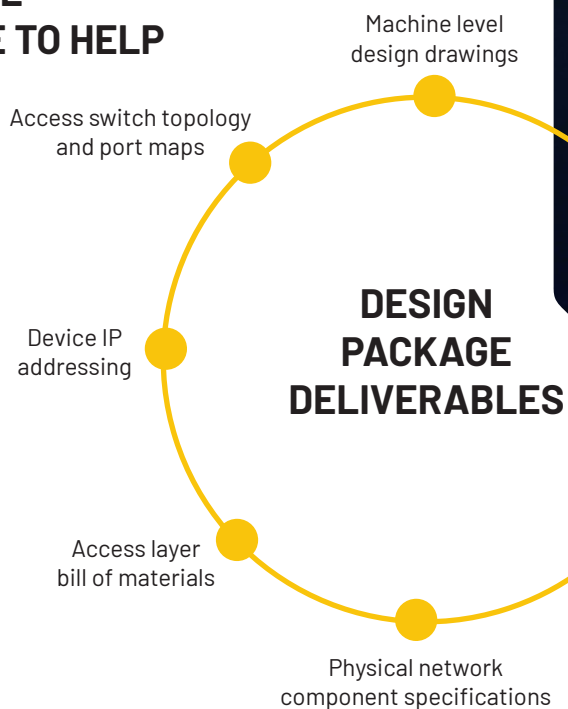 E TO HELP
Machine level
design drawings
Access switch topology
and port maps
Device IP
addressing
DESIGN
PACKAGE
DELIVERABLES
Access layer
bill of materials
Physical network
component specifications